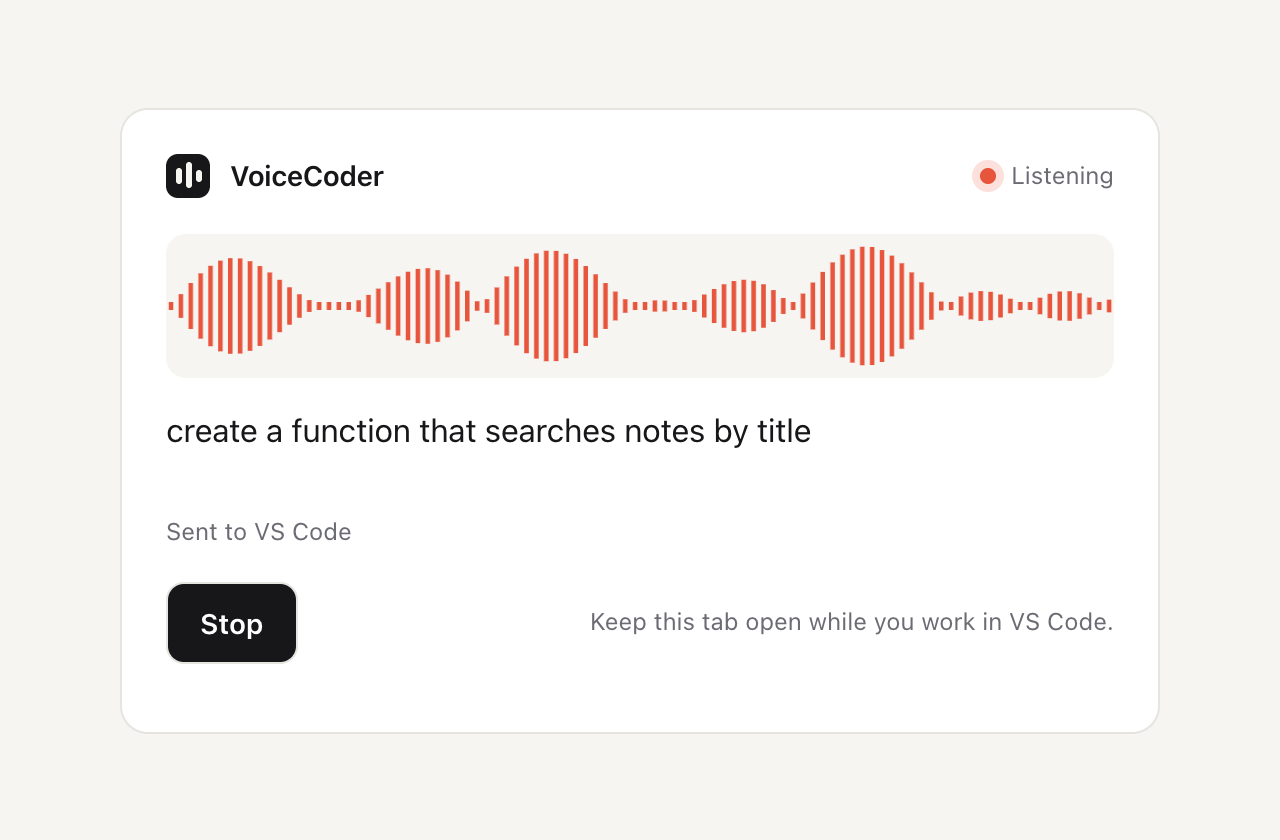 VoiceCoder
Listening
create a function that searches notes by title
Sent to VS Code
Stop
Keep this tab open while you work in VS Code.